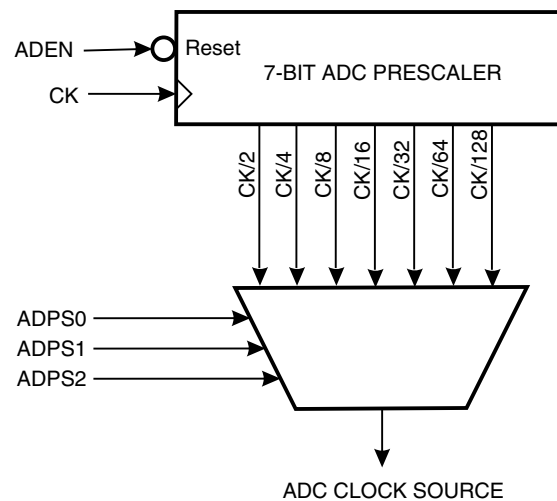 ADEN
Reset
7-BIT ADC PRESCALER
CK
CK/2
CK/4
CK/8
CK/16
CK/32
CK/64
CK/128
ADPS0
ADPS1
ADPS2
ADC CLOCK SOURCE